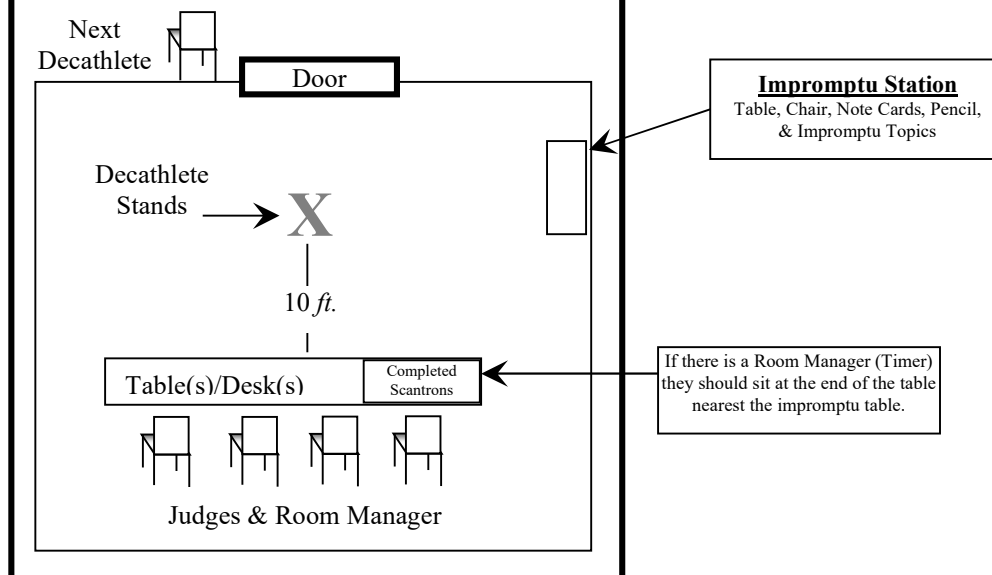 Next
Decathlete
Door
Impromptu Station
Table, Chair, Note Cards, Pencil,
& Impromptu Topics
Decathlete
Stands
X
10 ft.
Table(s)/Desk(s)
Completed
Scantrons
If there is a Room Manager (Timer)
they should sit at the end of the table
nearest the impromptu table.
Judges & Room Manager